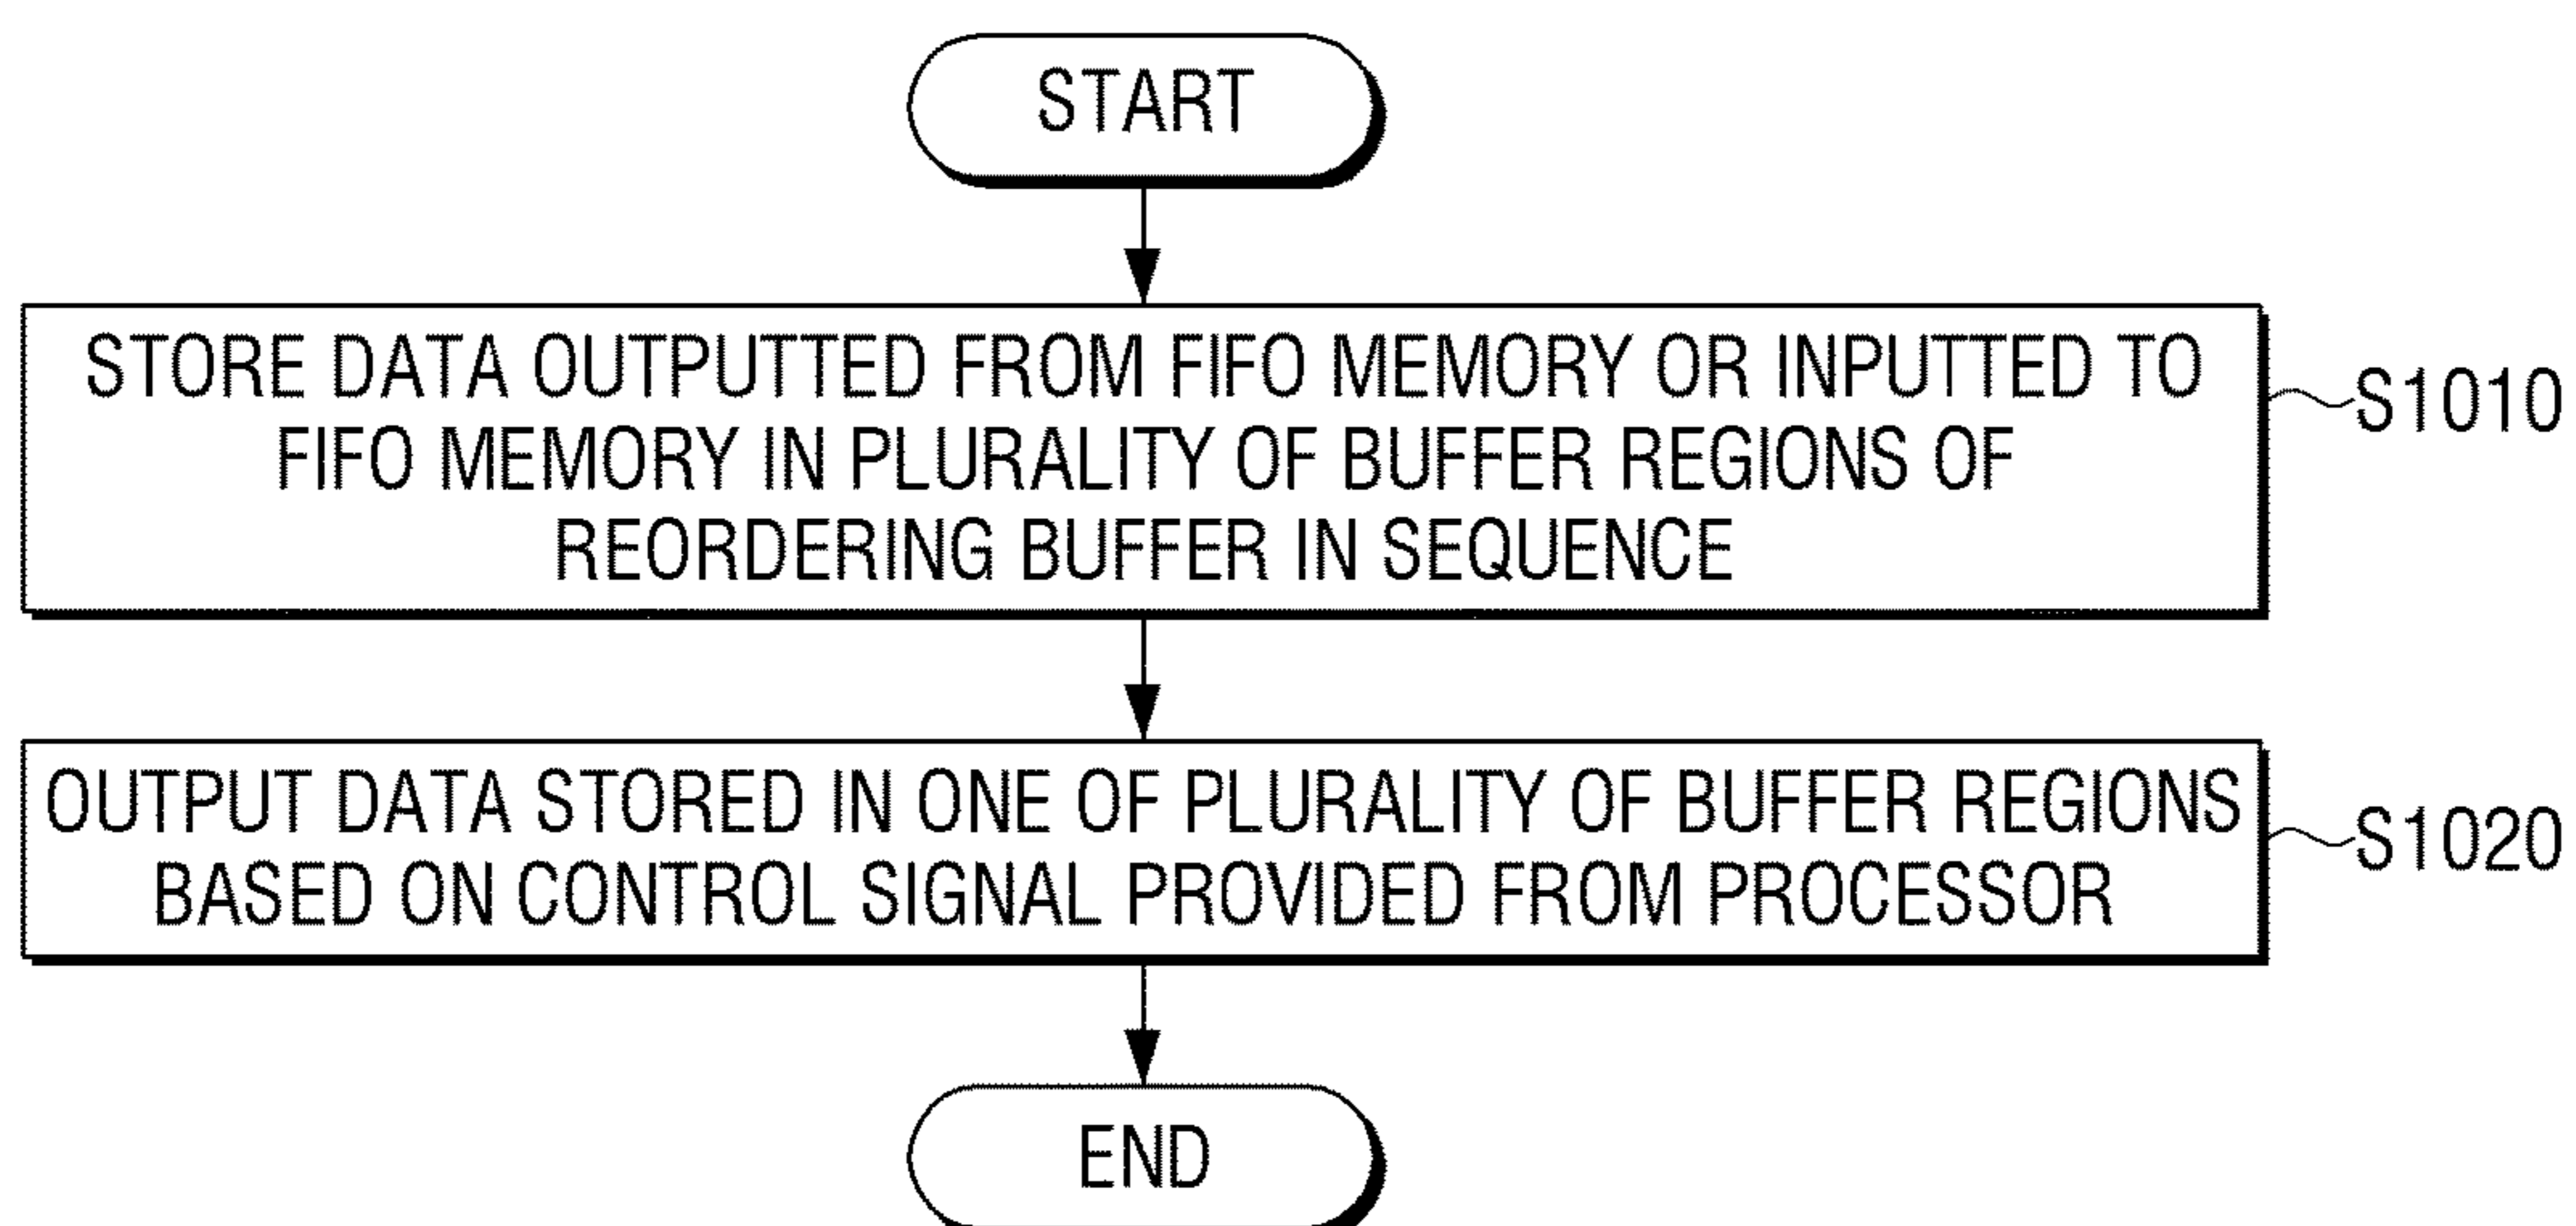 START
STORE DATA OUTPUTTED FROM FIFO MEMORY OR INPUTTED TO
FIFO MEMORY IN PLURALITY OF BUFFER REGIONS OF
REORDERING BUFFER IN SEQUENCE
S1010
OUTPUT DATA STORED IN ONE OF PLURALITY OF BUFFER REGIONS
BASED ON CONTROL SIGNAL PROVIDED FROM PROCESSOR
S1020
END